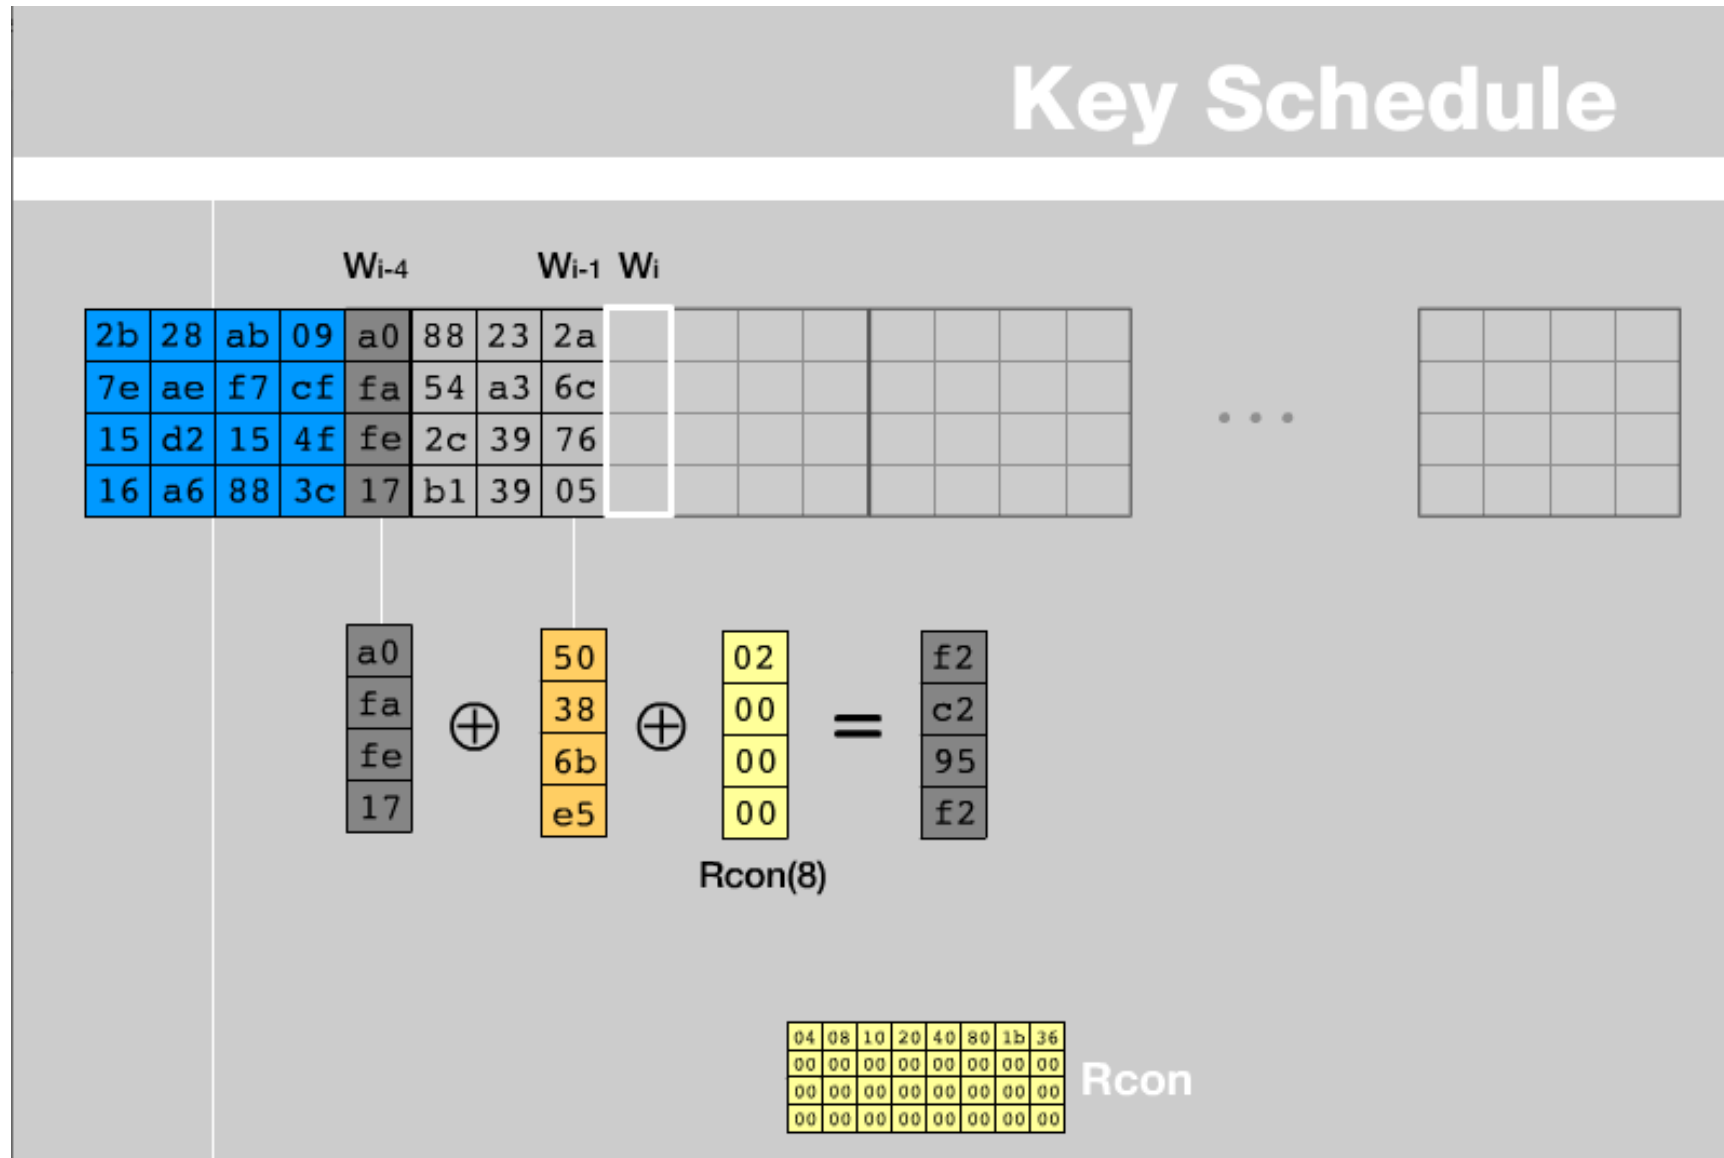 Key Schedule
Wi-4 Wi-1 Wi
2b 28 ab 09 a0 88 23 2a
7e ae f7 cf fa 54 a3 6c
15 d2 15 4f fe 2c 39 76
16 a6 88 3c 17 b1 39 05
...
a0 50 02 f2
fa 38 00 c2
⊕ ⊕ =
fe 6b 00 95
17 e5 00 f2
Rcon(8)
04 08 10 20 40 80 1b 36
00 00 00 00 00 00 00 00
Rcon
00 00 00 00 00 00 00 00
00 00 00 00 00 00 00 00